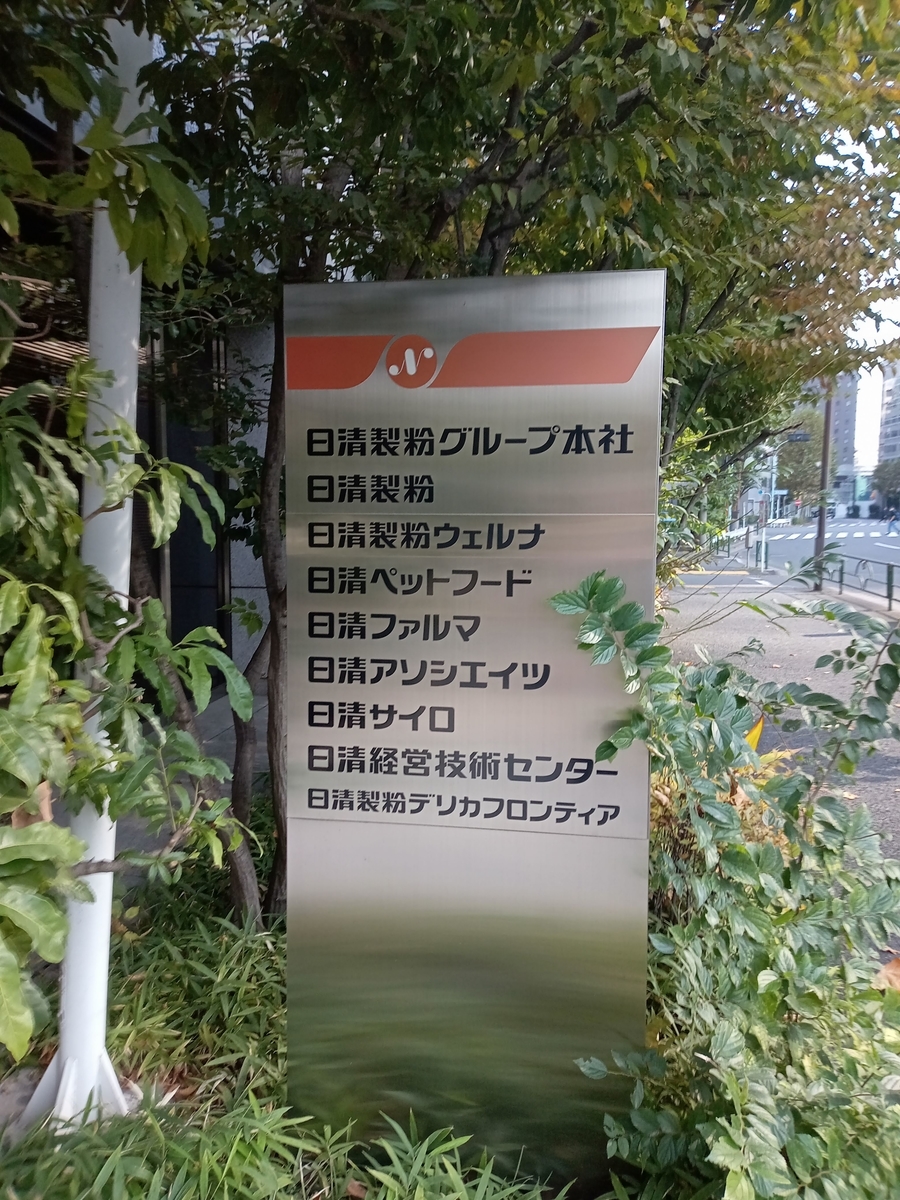 N
日清製粉グループ本社
日清製粉
日清製粉ウェルナ
日清ペットフード
日清ファルマ
日清アソシエイツ
日清サイロ
日清経営技術センター
日清製粉デリカフロンティア